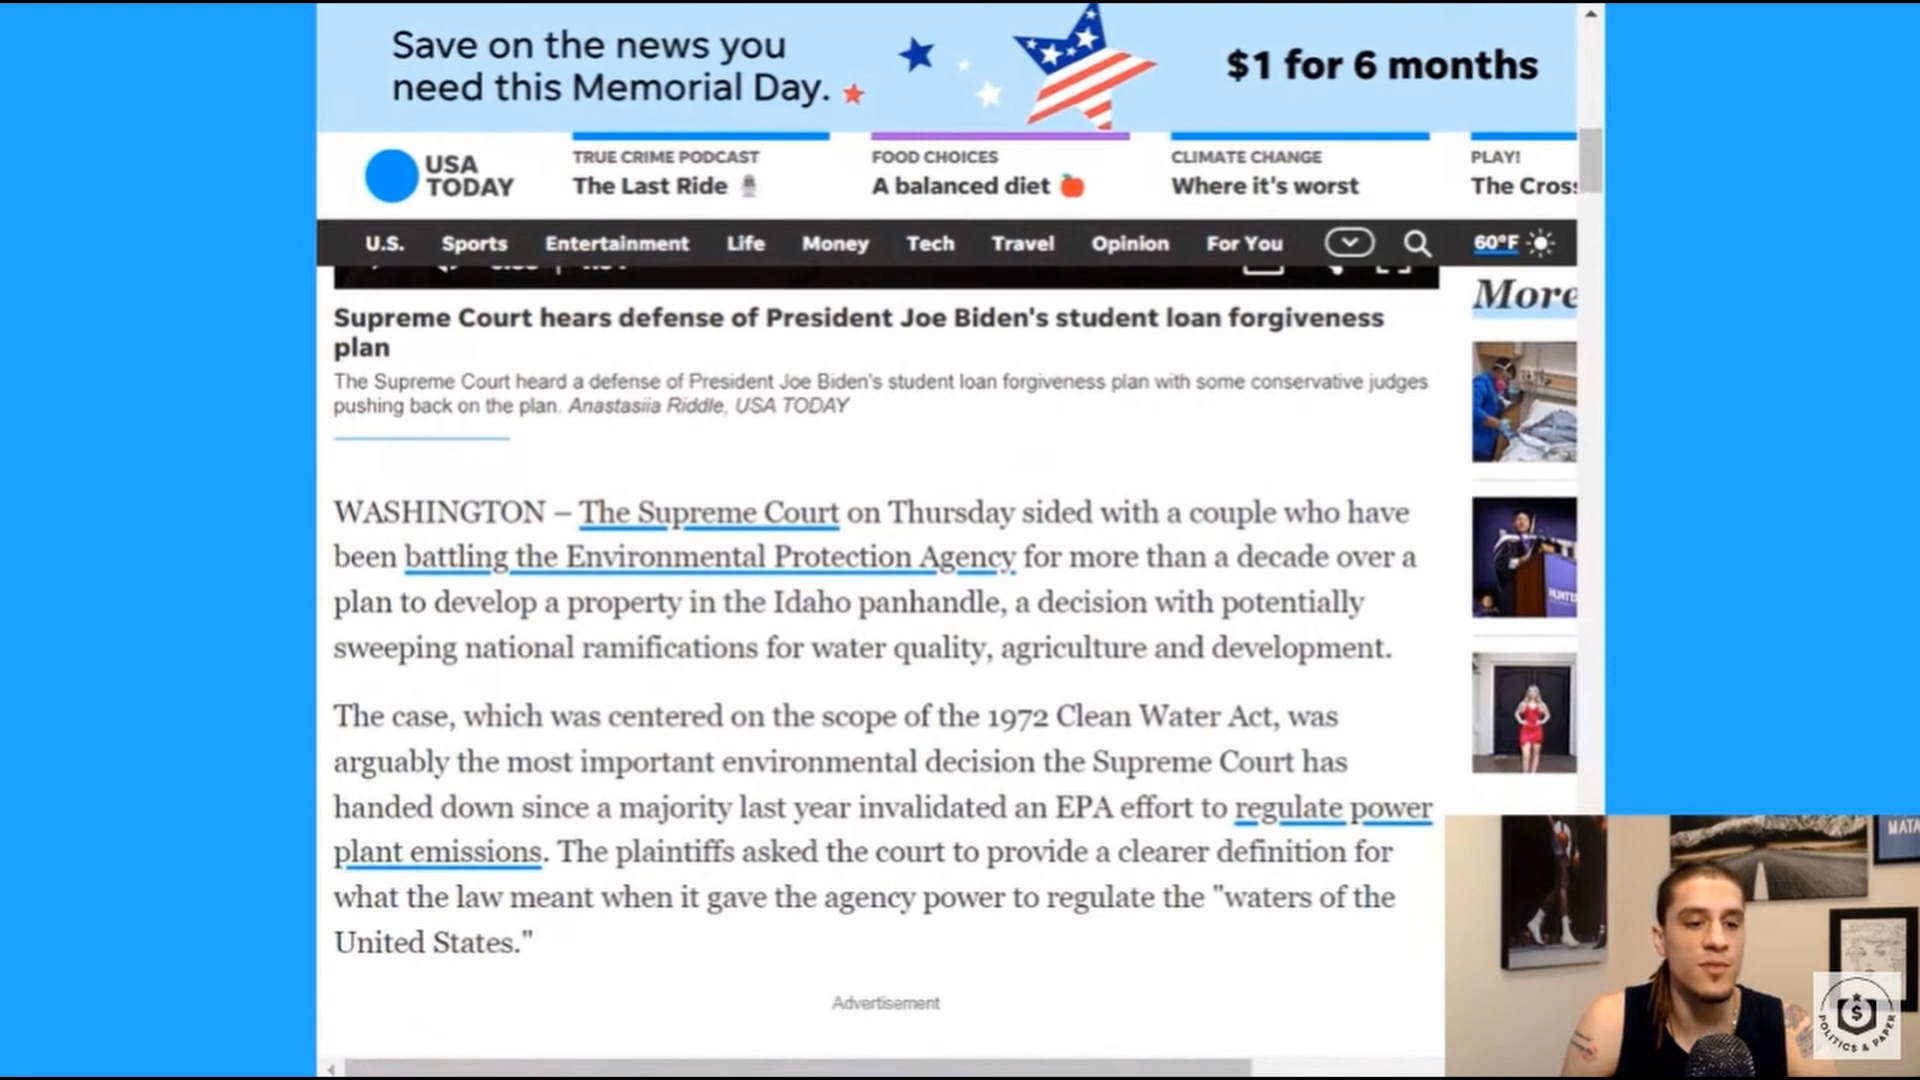 Save on the news you
need this Memorial Day.
$1 for 6 months
USA
TODAY
TRUE CRIME PODCAST
The Last Ride
FOOD CHOICES
A balanced diet
CLIMATE CHANGE
Where it's worst
PLAY!
The Cros
U.S. Sports Entertainment Life Money Tech Travel Opinion For You 60°F
More
Supreme Court hears defense of President Joe Biden's student loan forgiveness
plan
The Supreme Court heard a defense of President Joe Biden's student loan forgiveness plan with some conservative judges
pushing back on the plan. Anastasiia Riddle, USA TODAY
WASHINGTON – The Supreme Court on Thursday sided with a couple who have
been battling the Environmental Protection Agency for more than a decade over a
plan to develop a property in the Idaho panhandle, a decision with potentially
sweeping national ramifications for water quality, agriculture and development.
The case, which was centered on the scope of the 1972 Clean Water Act, was
arguably the most important environmental decision the Supreme Court has
handed down since a majority last year invalidated an EPA effort to regulate power
plant emissions. The plaintiffs asked the court to provide a clearer definition for
what the law meant when it gave the agency power to regulate the "waters of the
United States."
Advertisement
MATA
$
POLITICS & PAPER